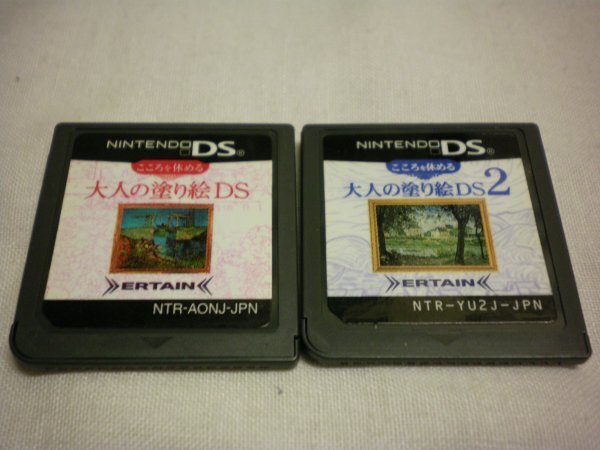 NINTENDO DS®
こころを休める
大人の塗り絵DS
ERTAIN
NTR-AONJ-JPN
NINTENDO DS®
こころを休める
大人の塗り絵DS2
ERTAIN
NTR-YU2J-JPN